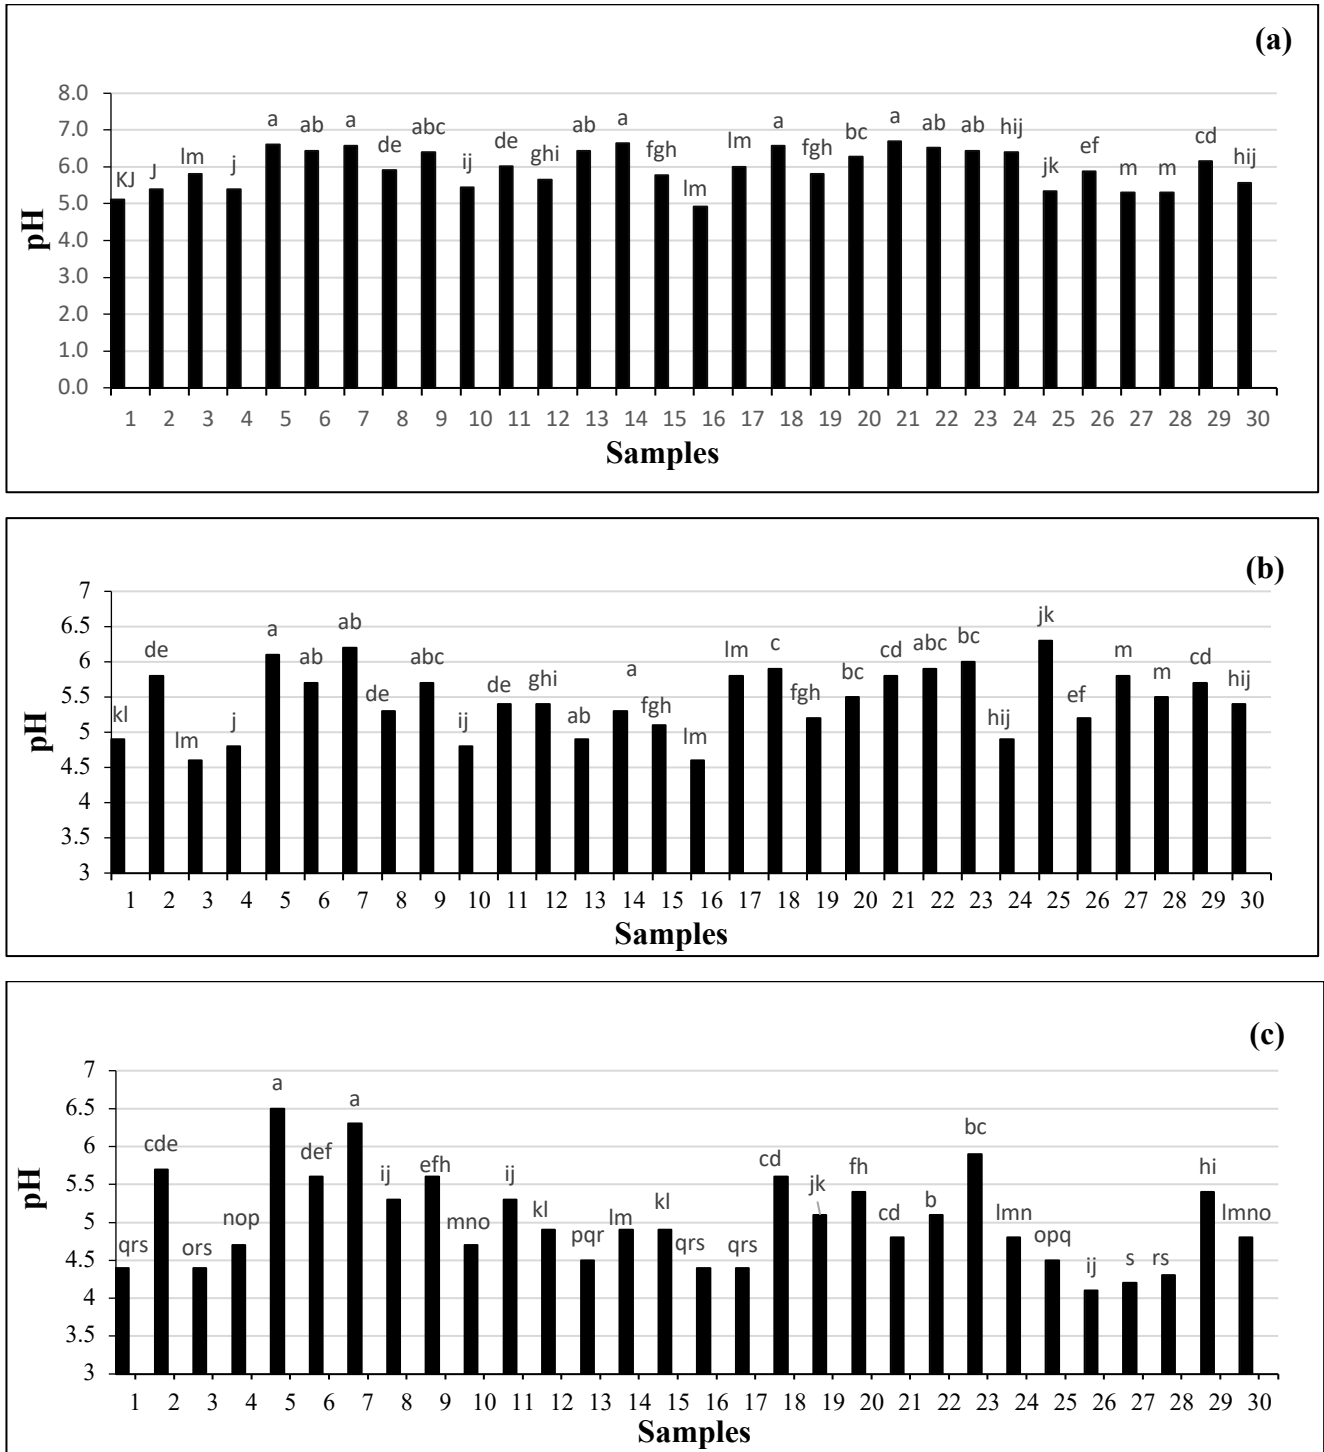 (a)
8.0
7.0
6.0
5.0
4.0
3.0
2.0
1.0
0.0
pH
KJ J lm j a ab a de abc ij de ghi ab a fgh lm lm a fgh bc a ab ab hij jk ef m m cd hij
1 2 3 4 5 6 7 8 9 10 11 12 13 14 15 16 17 18 19 20 21 22 23 24 25 26 27 28 29 30
Samples
(b)
7
6.5
6
5.5
5
4.5
4
3.5
3
pH
kl de lm j a ab ab de abc ij de ghi ab a fgh lm lm c fgh bc cd abc bc hij jk ef m m cd hij
1 2 3 4 5 6 7 8 9 10 11 12 13 14 15 16 17 18 19 20 21 22 23 24 25 26 27 28 29 30
Samples
(c)
7
6.5
6
5.5
5
4.5
4
3.5
3
pH
qrs cde ors nop a def a ij efh mno ij kl pqr lm kl qrs qrs cd jk fh cd b bc lmn opq ij s rs hi lmno
1 2 3 4 5 6 7 8 9 10 11 12 13 14 15 16 17 18 19 20 21 22 23 24 25 26 27 28 29 30
Samples